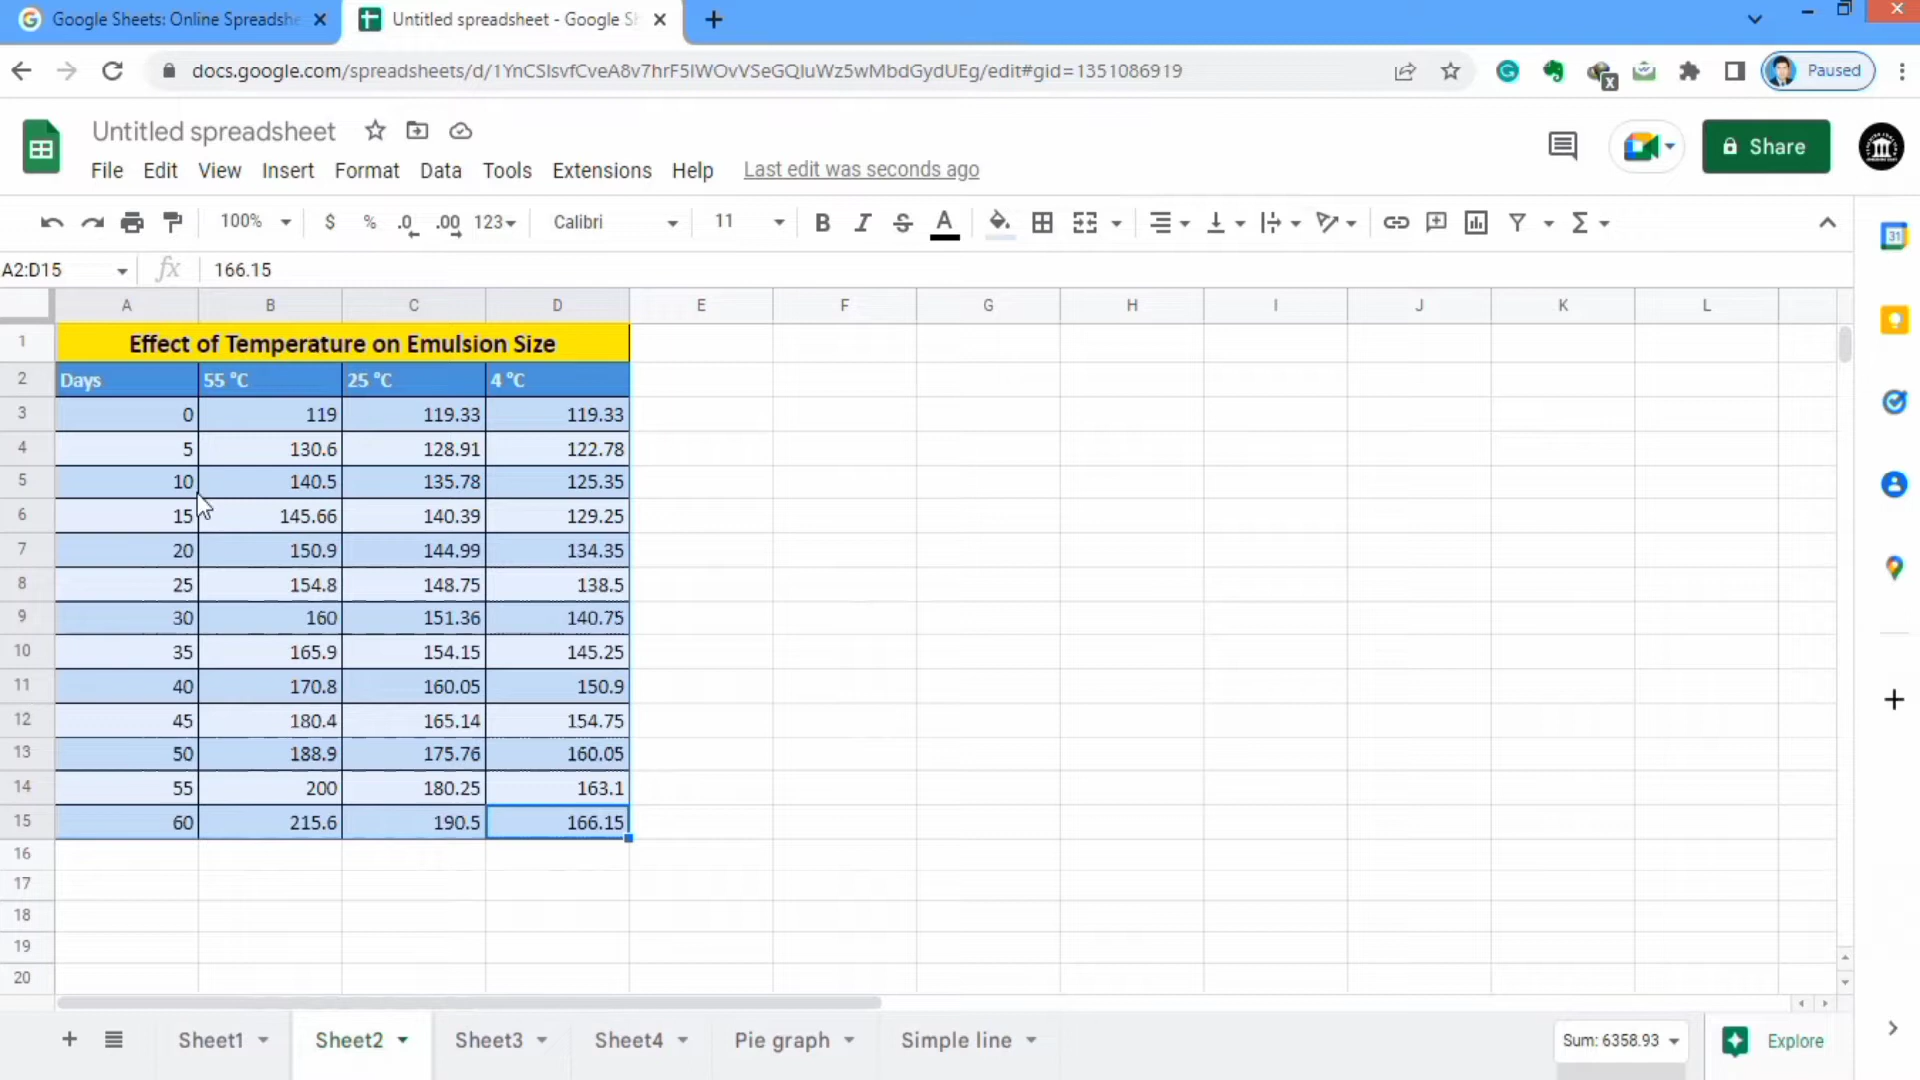 Google Sheets: Online Spreadshe
Untitled spreadsheet - Google Sh
docs.google.com/spreadsheets/d/1YnCSIsvfCveA8v7hrF5IWOvVSeGQJuWz5wMbdGydUEg/edit#gid=1351086919
Paused
Untitled spreadsheet
File Edit View Insert Format Data Tools Extensions Help Last edit was seconds ago
Share
100% $ % .0 .00 123 Calibri 11 B I S A
A2:D15 fx 166.15
A B C D E F G H I J K L
1 Effect of Temperature on Emulsion Size
2 Days 55 °C 25 °C 4 °C
3 0 119 119.33 119.33
4 5 130.6 128.91 122.78
5 10 140.5 135.78 125.35
6 15 145.66 140.39 129.25
7 20 150.9 144.99 134.35
8 25 154.8 148.75 138.5
9 30 160 151.36 140.75
10 35 165.9 154.15 145.25
11 40 170.8 160.05 150.9
12 45 180.4 165.14 154.75
13 50 188.9 175.76 160.05
14 55 200 180.25 163.1
15 60 215.6 190.5 166.15
16
17
18
19
20
Sheet1 Sheet2 Sheet3 Sheet4 Pie graph Simple line Sum: 6358.93 Explore
31